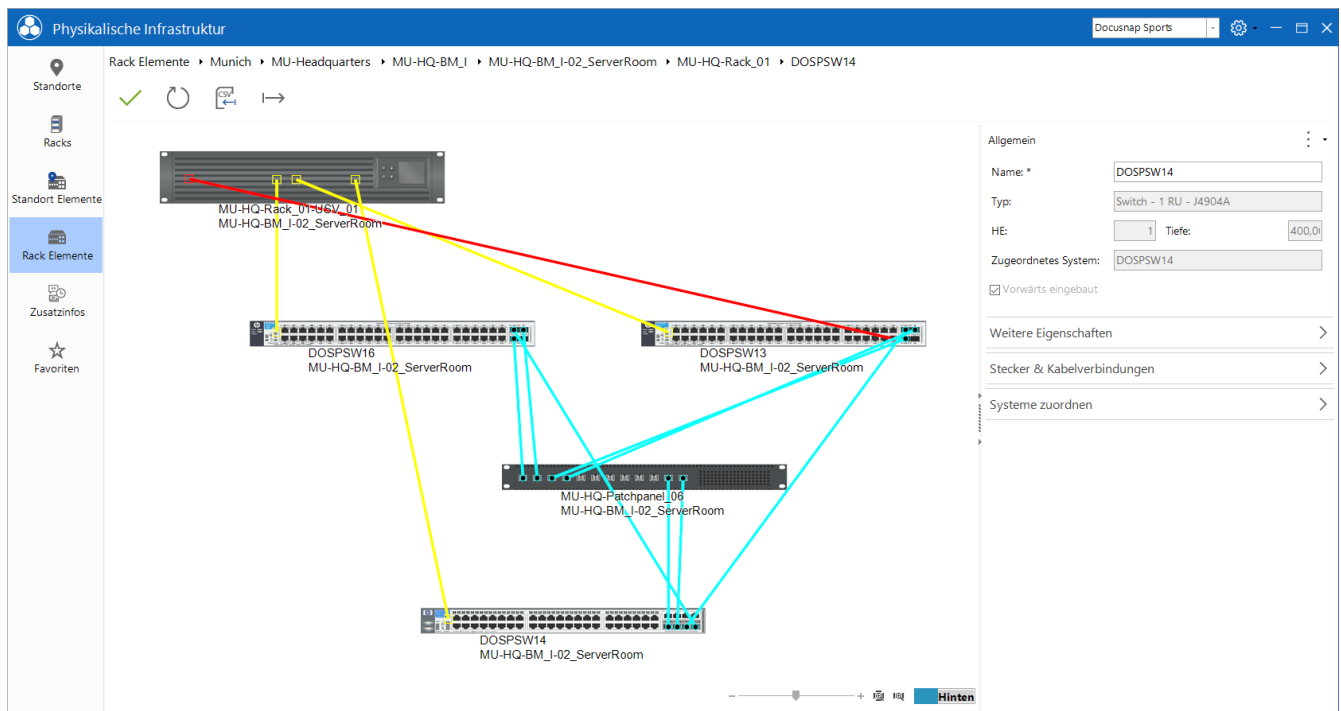 Physikalische Infrastruktur
Docusnap Sports
Standorte
Racks
Standort Elemente
Rack Elemente
Zusatzinfos
Favoriten
Rack Elemente ▸ Munich ▸ MU-Headquarters ▸ MU-HQ-BM_I ▸ MU-HQ-BM_I-02_ServerRoom ▸ MU-HQ-Rack_01 ▸ DOSPSW14
CSV
MU-HQ-Rack_01-USV_01
MU-HQ-BM_I-02_ServerRoom
DOSPSW16
MU-HQ-BM_I-02_ServerRoom
DOSPSW13
MU-HQ-BM_I-02_ServerRoom
MU-HQ-Patchpanel_06
MU-HQ-BM_I-02_ServerRoom
DOSPSW14
MU-HQ-BM_I-02_ServerRoom
Hinten
Allgemein
Name: * DOSPSW14
Typ: Switch - 1 RU - J4904A
HE: 1 Tiefe: 400,0
Zugeordnetes System: DOSPSW14
Vorwärts eingebaut
Weitere Eigenschaften
Stecker & Kabelverbindungen
Systeme zuordnen